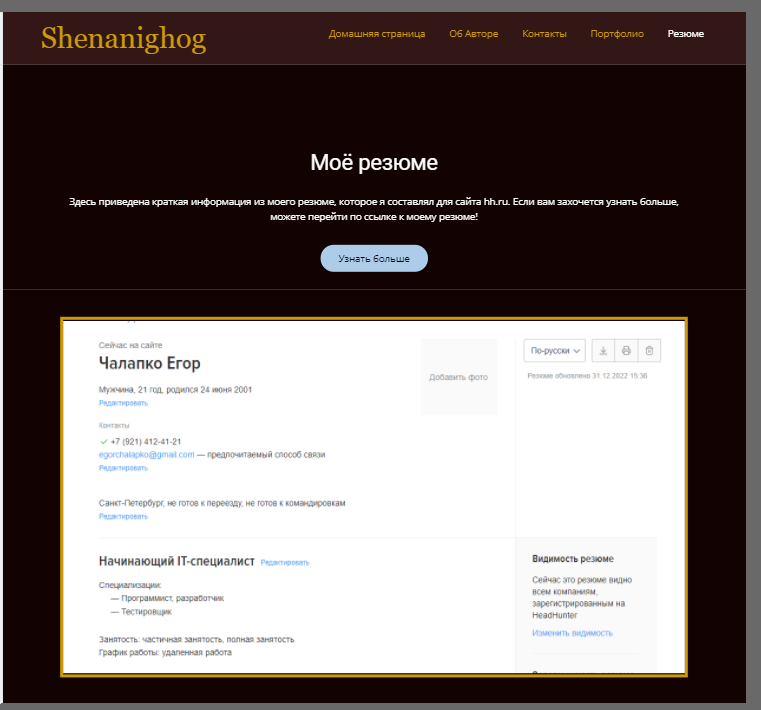 Shenanighog
Домашняя страница Об Авторе Контакты Портфолио Резюме
Моё резюме
Здесь приведена краткая информация из моего резюме, которое я составлял для сайта hh.ru. Если вам захочется узнать больше,
можете перейти по ссылке к моему резюме!
Узнать больше
Сейчас на сайте
Чалапко Егор
Мужчина, 21 год, родился 24 июня 2001
Редактировать
Контакты
+7 (921) 412-41-21
egorchalapko@gmail.com — предпочитаемый способ связи
Редактировать
Санкт-Петербург, не готов к переезду, не готов к командировкам
Редактировать
Добавить фото
По-русски
Резюме обновлено 31.12.2022 15:36
Начинающий IT-специалист Редактировать
Специализации:
— Программист, разработчик
— Тестировщик
Занятость: частичная занятость, полная занятость
График работы: удаленная работа
Видимость резюме
Сейчас это резюме видно
всем компаниям,
зарегистрированным на
HeadHunter
Изменить видимость